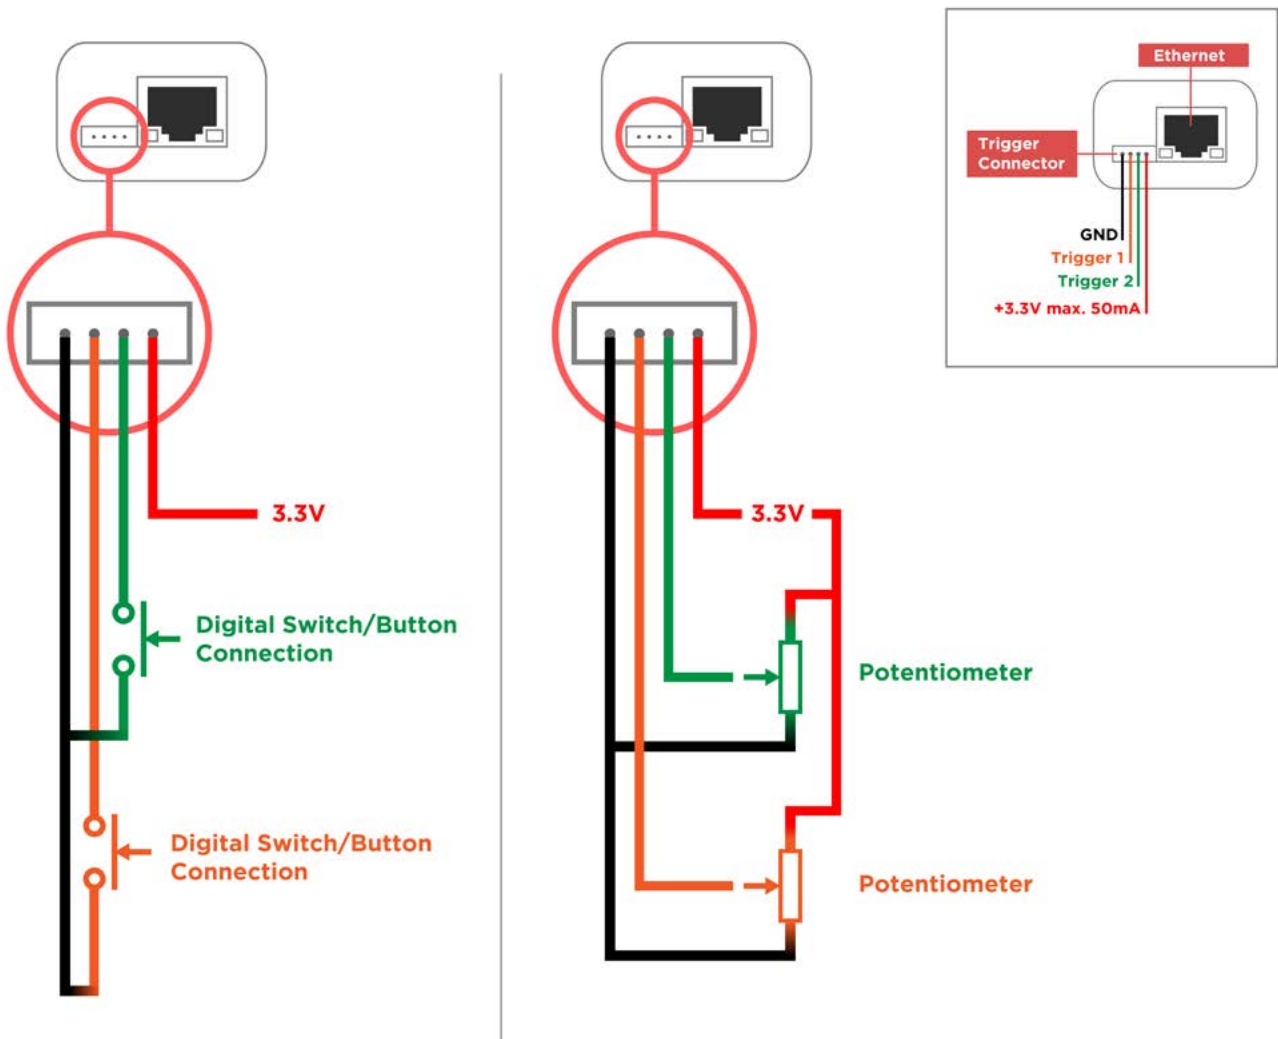 3.3V
Digital Switch/Button
Connection
Digital Switch/Button
Connection
3.3V
Potentiometer
Potentiometer
Ethernet
Trigger
Connector
GND
Trigger 1
Trigger 2
+3.3V max. 50mA